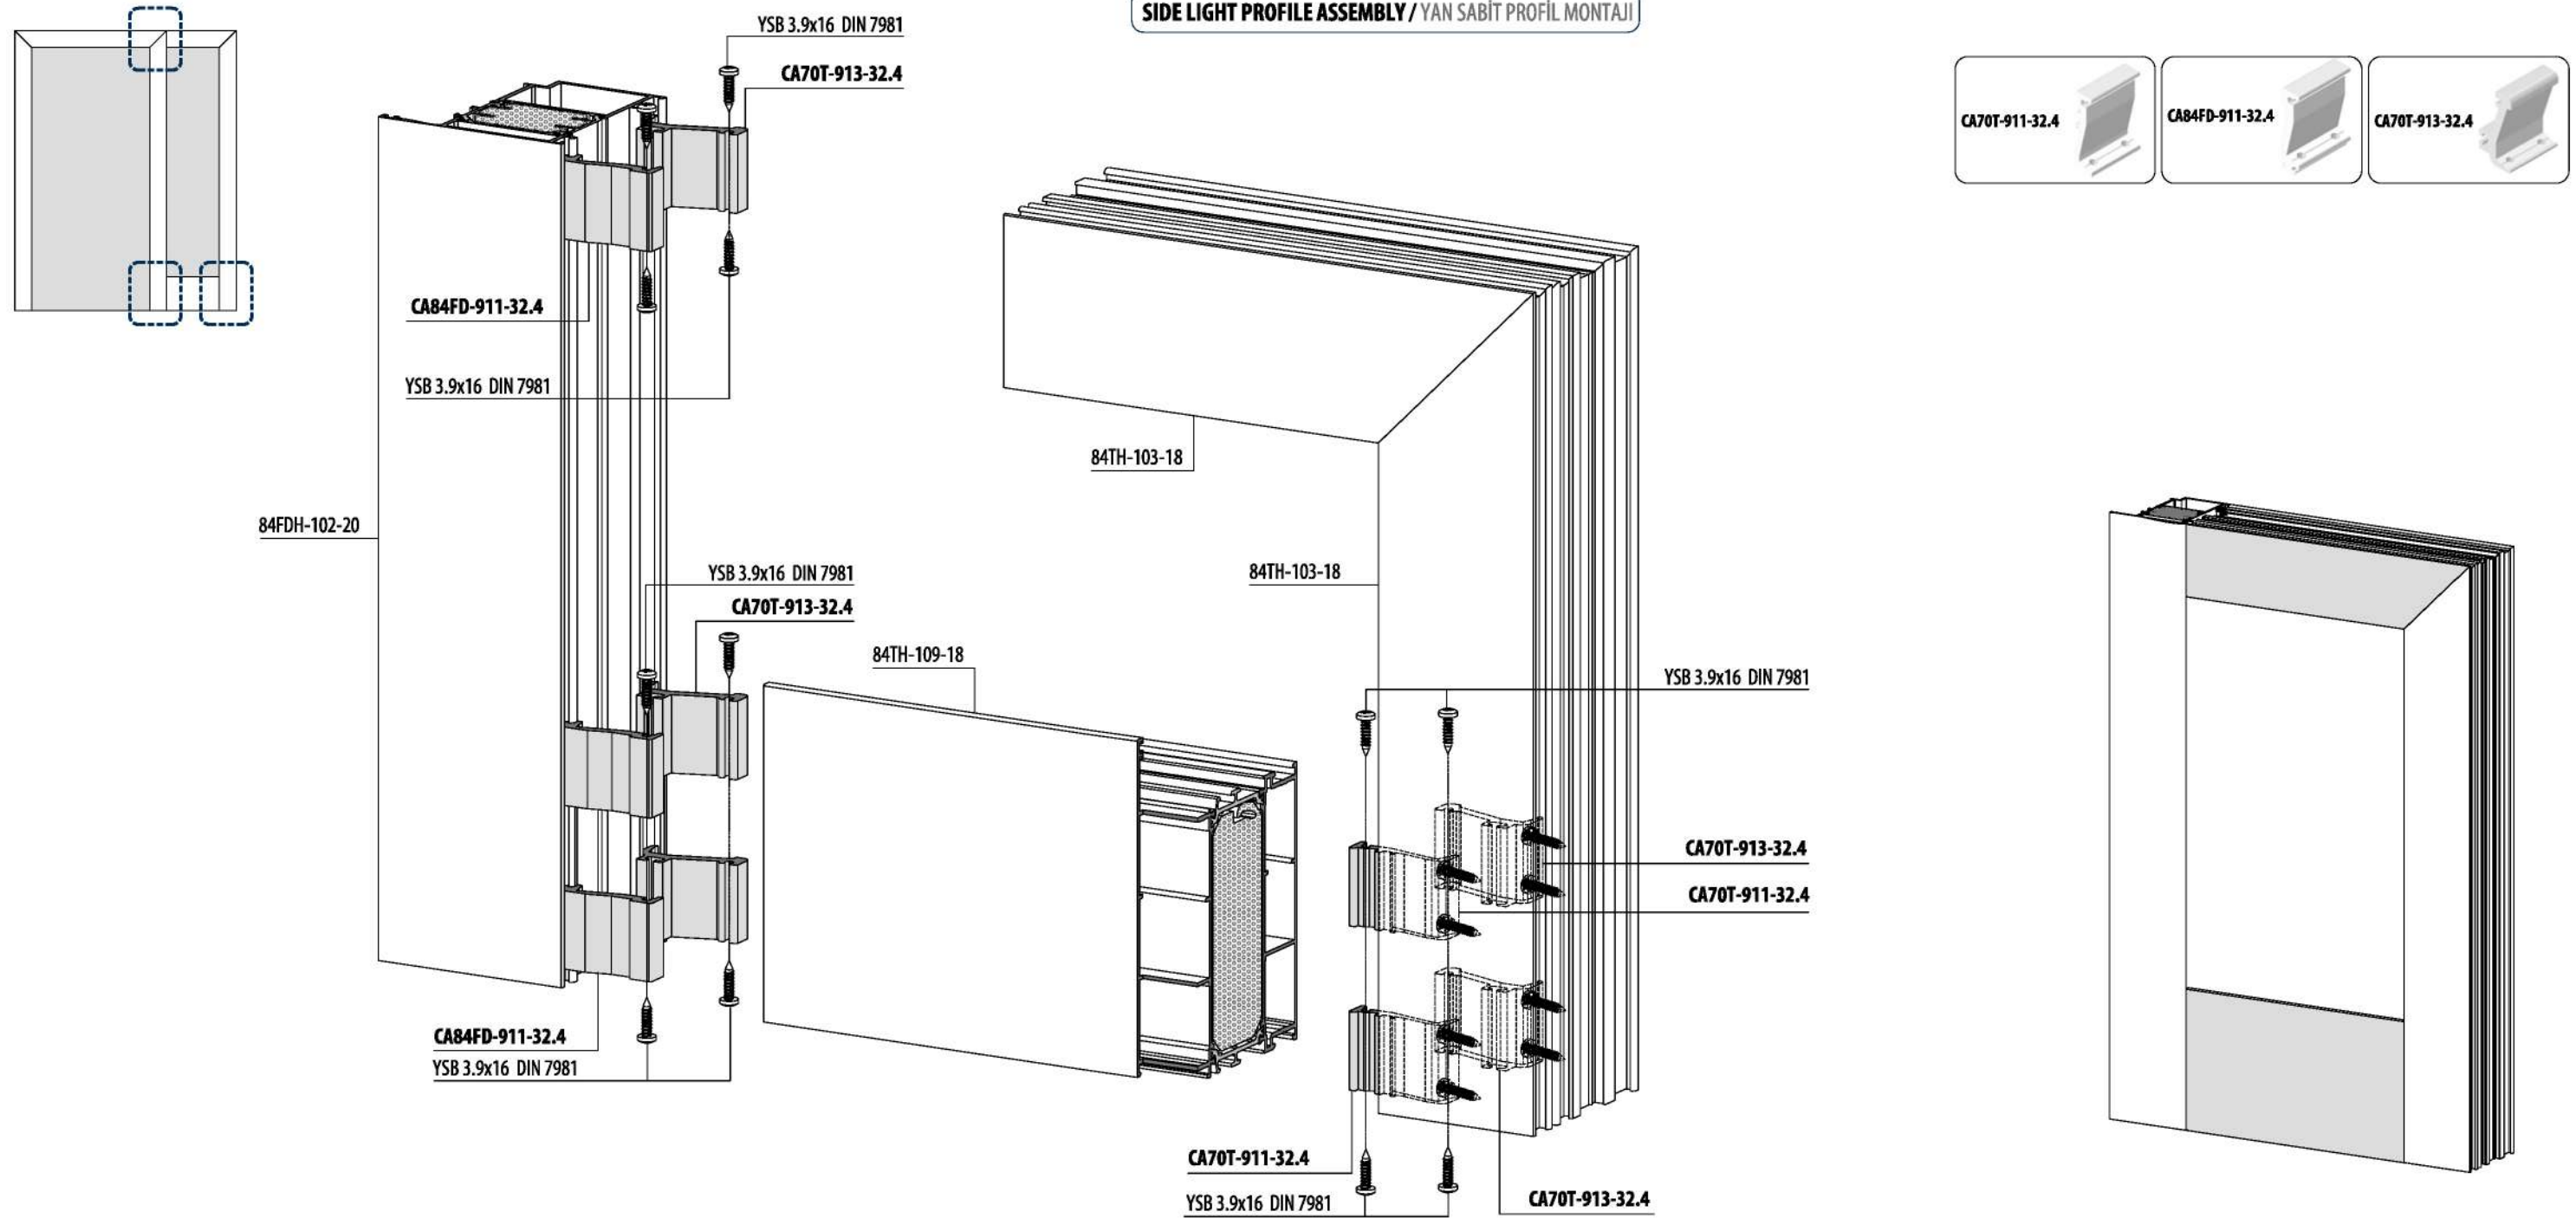 SIDE LIGHT PROFILE ASSEMBLY / YAN SABİT PROFİL MONTAJI
YSB 3.9x16 DIN 7981
CA70T-913-32.4
CA70T-911-32.4
CA84FD-911-32.4
CA70T-913-32.4
CA84FD-911-32.4
YSB 3.9x16 DIN 7981
84TH-103-18
84FDH-102-20
YSB 3.9x16 DIN 7981
CA70T-913-32.4
84TH-103-18
84TH-109-18
YSB 3.9x16 DIN 7981
CA70T-913-32.4
CA70T-911-32.4
CA84FD-911-32.4
YSB 3.9x16 DIN 7981
CA70T-911-32.4
YSB 3.9x16 DIN 7981
CA70T-913-32.4